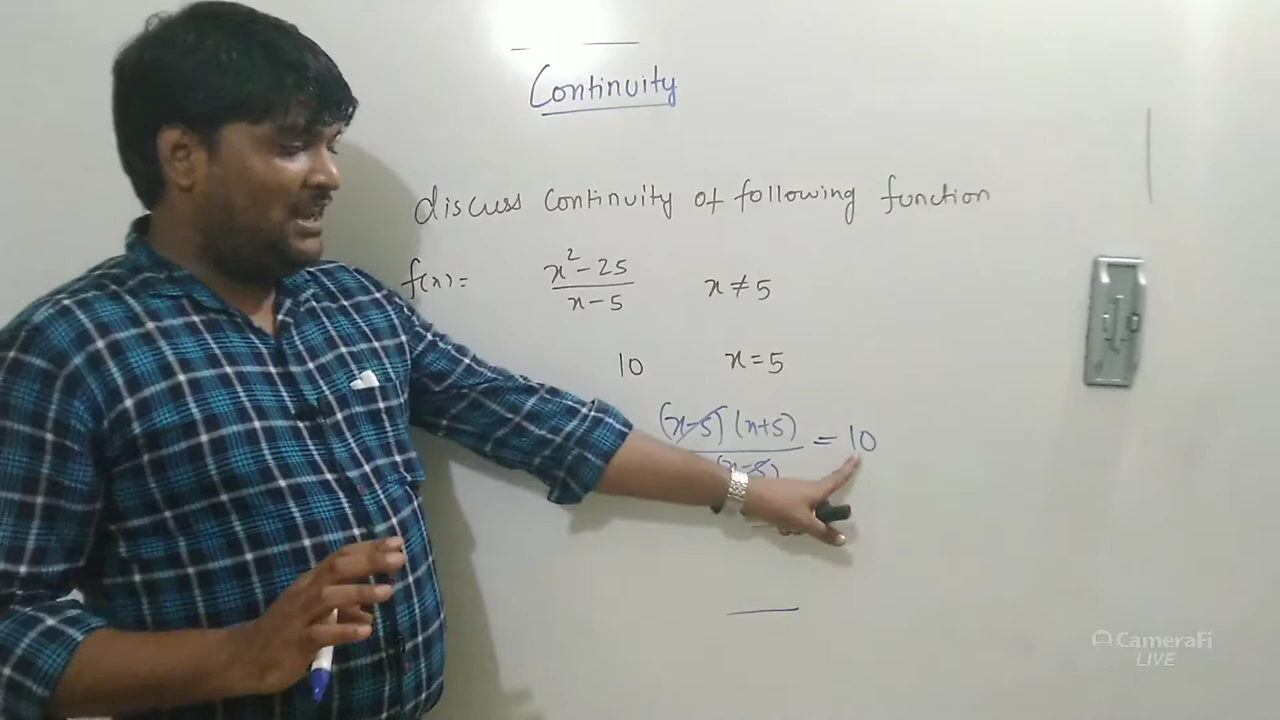 Continuity
discuss continuity of following function
f(x) = x² - 25 / x - 5 x ≠ 5
10 x = 5
(x-5) (x+5) / (x-5) = 10
CameraFi
LIVE